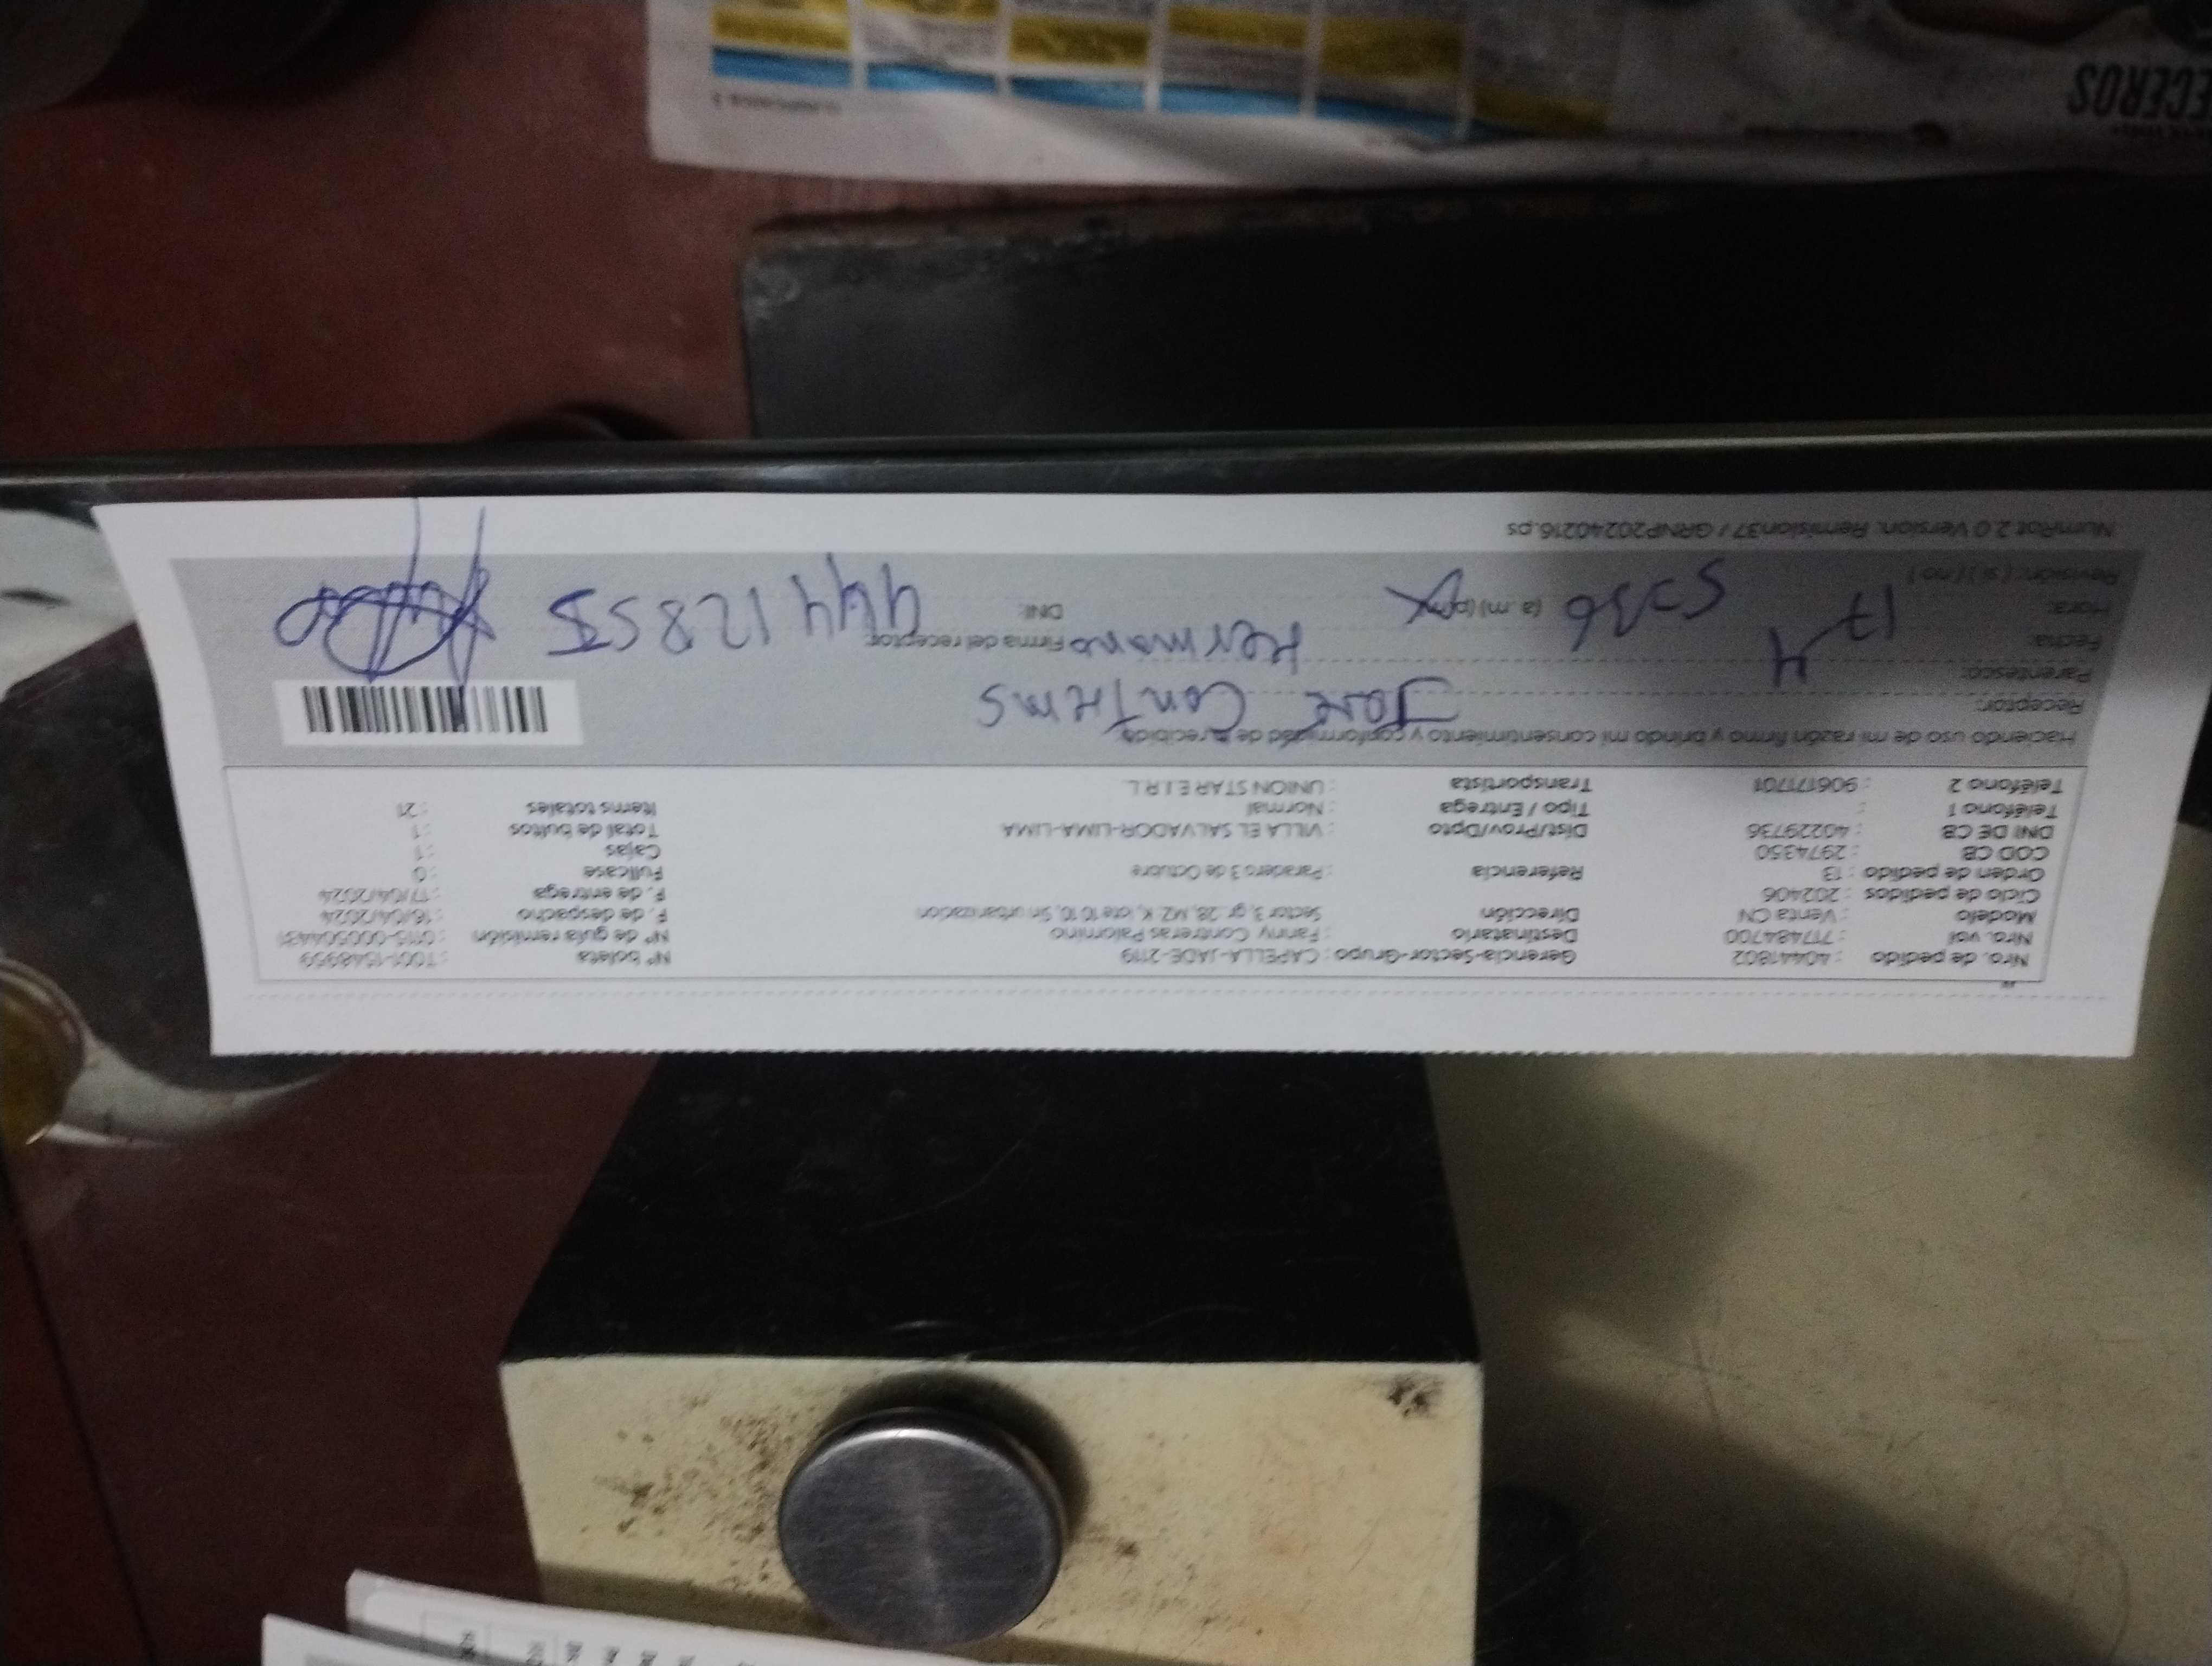 Nro. de pedido : 40441802 Gerencia-Sector-Grupo : CAPELLA-JADE-2119 N° boleta : T001-1548959
Nro. vol : 717484700 Destinatario : Fanny Contreras Palomino N° de guía remisión : 0115-000504431
Modelo : Venta CN Dirección Sector 3, gr. 28, MZ. K, lote 10 10, Sn urbanizacion F. de despacho : 16/04/2024
Ciclo de pedidos : 202406 F. de entrega : 17/04/2024
Orden de pedido : 13 Referencia : Paradero 3 de Octubre Fullcase : 0
COD CB : 2974350 Cajas : 1
DNI DE CB : 40229736 Dist/Prov/Dpto : VILLA EL SALVADOR-LIMA-LIMA Total de bultos : 1
Teléfono 1 : Tipo / Entrega : Normal Items totales : 21
Teléfono 2 : 906171701 Transportista : UNION STAR E.I.R.L.
Haciendo uso de mi razón firmo y brindo mi consentimiento y conformidad de lo recibido
Receptor: Jose
Parentesco: Hermano Firma del receptor:
Fecha: 17 4
Hora: 5:36 (a.m) (p.m) DNI: 44412855
Revisión: ( si ) ( no )
NumRot 2.0 Version. Remision37 / GRNP20240216.ps
ECEROS